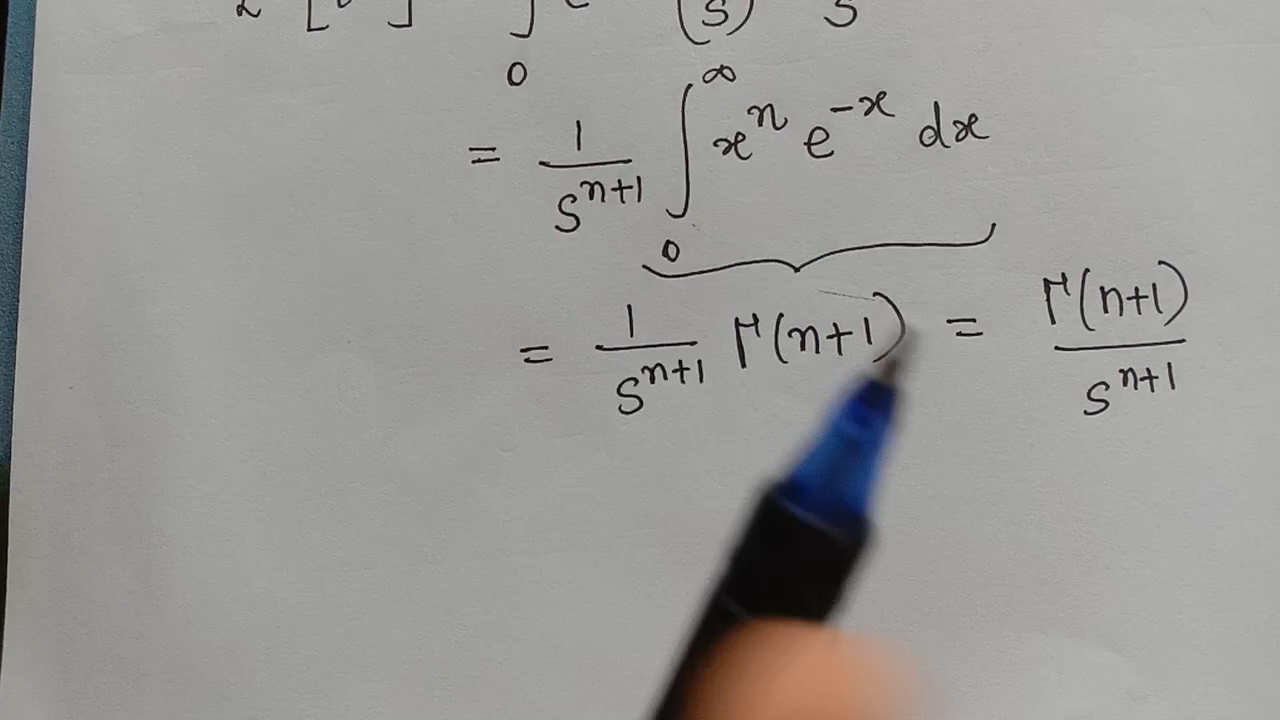 L [ ] ∫ e (S) S
0
= 1/S^{n+1} ∫_0^∞ x^n e^{-x} dx
= 1/S^{n+1} Γ(n+1) = Γ(n+1)/S^{n+1}